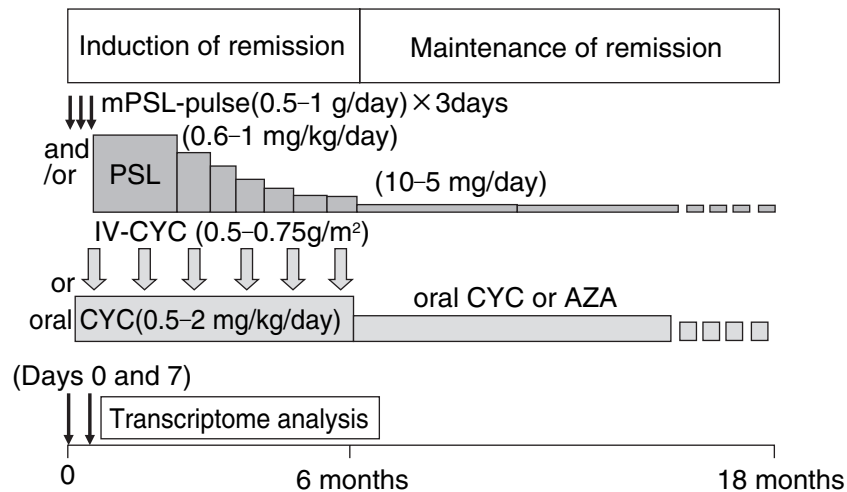 Induction of remission
Maintenance of remission
mPSL-pulse(0.5–1 g/day)×3days
and
/or
(0.6–1 mg/kg/day)
PSL
(10–5 mg/day)
IV-CYC (0.5–0.75g/m²)
or
oral
CYC(0.5–2 mg/kg/day)
oral CYC or AZA
(Days 0 and 7)
Transcriptome analysis
0
6 months
18 months